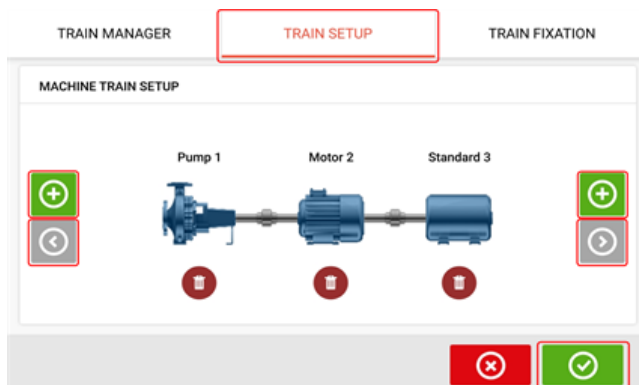 TRAIN MANAGER TRAIN SETUP TRAIN FIXATION
MACHINE TRAIN SETUP
Pump 1 Motor 2 Standard 3